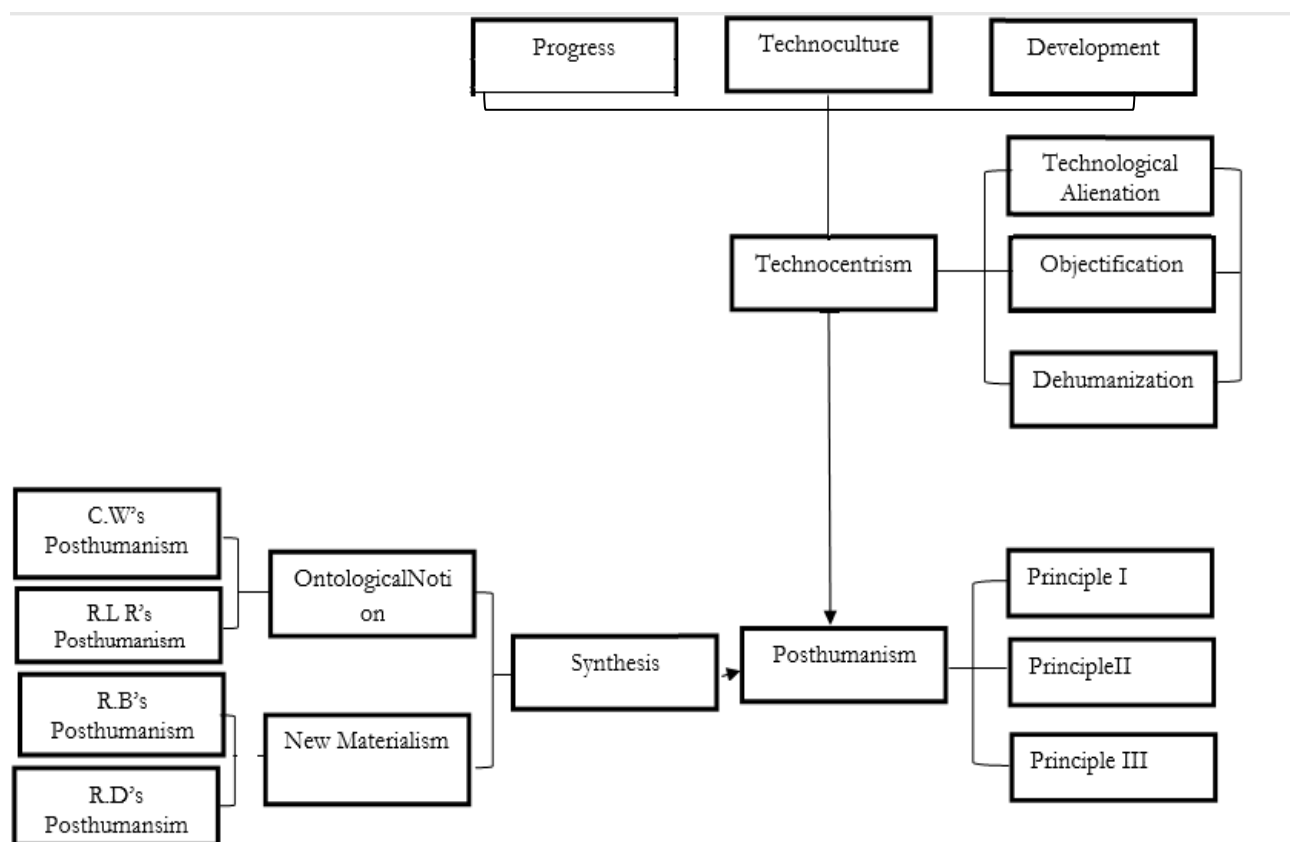 Progress
Technoculture
Development
Technological
Alienation
Technocentrism
Objectification
Dehumanization
C.W's
Posthumanism
R.L R's
Posthumanism
OntologicalNoti
on
Synthesis
Posthumanism
Principle I
PrincipleII
R.B's
Posthumanism
New Materialism
Principle III
R.D's
Posthumansim